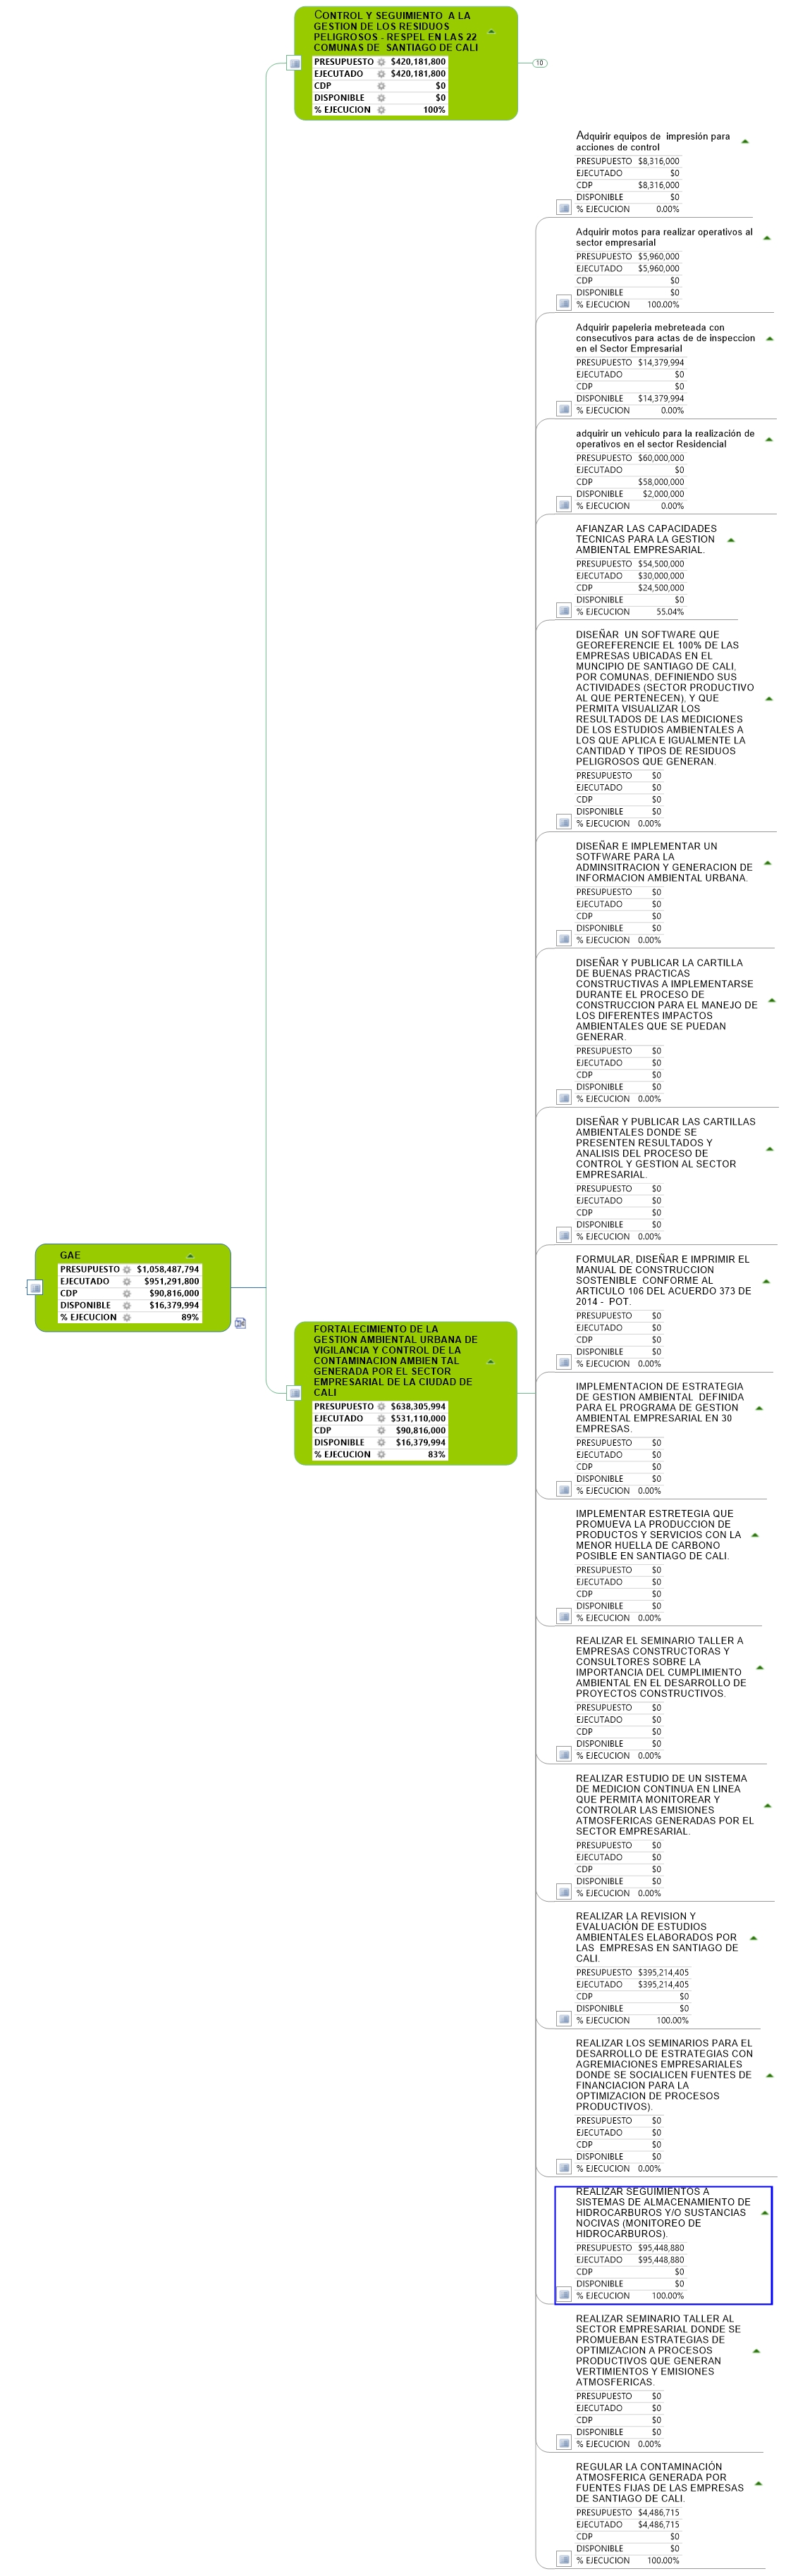 CONTROL Y SEGUIMIENTO A LA
GESTION DE LOS RESIDUOS
PELIGROSOS - RESPEL EN LAS 22
COMUNAS DE SANTIAGO DE CALI
PRESUPUESTO $420,181,800
EJECUTADO $420,181,800
CDP $0
DISPONIBLE $0
% EJECUCION 100%
10
GAE
PRESUPUESTO $1,058,487,794
EJECUTADO $951,291,800
CDP $90,816,000
DISPONIBLE $16,379,994
% EJECUCION 89%
FORTALECIMIENTO DE LA
GESTION AMBIENTAL URBANA DE
VIGILANCIA Y CONTROL DE LA
CONTAMINACION AMBIEN TAL
GENERADA POR EL SECTOR
EMPRESARIAL DE LA CIUDAD DE
CALI
PRESUPUESTO $638,305,994
EJECUTADO $531,110,000
CDP $90,816,000
DISPONIBLE $16,379,994
% EJECUCION 83%
Adquirir equipos de impresión para
acciones de control
PRESUPUESTO $8,316,000
EJECUTADO $0
CDP $8,316,000
DISPONIBLE $0
% EJECUCION 0.00%
Adquirir motos para realizar operativos al
sector empresarial
PRESUPUESTO $5,960,000
EJECUTADO $5,960,000
CDP $0
DISPONIBLE $0
% EJECUCION 100.00%
Adquirir papeleria mebreteada con
consecutivos para actas de de inspeccion
en el Sector Empresarial
PRESUPUESTO $14,379,994
EJECUTADO $0
CDP $0
DISPONIBLE $14,379,994
% EJECUCION 0.00%
adquirir un vehiculo para la realización de
operativos en el sector Residencial
PRESUPUESTO $60,000,000
EJECUTADO $0
CDP $58,000,000
DISPONIBLE $2,000,000
% EJECUCION 0.00%
AFIANZAR LAS CAPACIDADES
TECNICAS PARA LA GESTION
AMBIENTAL EMPRESARIAL.
PRESUPUESTO $54,500,000
EJECUTADO $30,000,000
CDP $24,500,000
DISPONIBLE $0
% EJECUCION 55.04%
DISEÑAR UN SOFTWARE QUE
GEOREFERENCIE EL 100% DE LAS
EMPRESAS UBICADAS EN EL
MUNCIPIO DE SANTIAGO DE CALI,
POR COMUNAS, DEFINIENDO SUS
ACTIVIDADES (SECTOR PRODUCTIVO
AL QUE PERTENECEN), Y QUE
PERMITA VISUALIZAR LOS
RESULTADOS DE LAS MEDICIONES
DE LOS ESTUDIOS AMBIENTALES A
LOS QUE APLICA E IGUALMENTE LA
CANTIDAD Y TIPOS DE RESIDUOS
PELIGROSOS QUE GENERAN.
PRESUPUESTO $0
EJECUTADO $0
CDP $0
DISPONIBLE $0
% EJECUCION 0.00%
DISEÑAR E IMPLEMENTAR UN
SOTFWARE PARA LA
ADMINSITRACION Y GENERACION DE
INFORMACION AMBIENTAL URBANA.
PRESUPUESTO $0
EJECUTADO $0
CDP $0
DISPONIBLE $0
% EJECUCION 0.00%
DISEÑAR Y PUBLICAR LA CARTILLA
DE BUENAS PRACTICAS
CONSTRUCTIVAS A IMPLEMENTARSE
DURANTE EL PROCESO DE
CONSTRUCCION PARA EL MANEJO DE
LOS DIFERENTES IMPACTOS
AMBIENTALES QUE SE PUEDAN
GENERAR.
PRESUPUESTO $0
EJECUTADO $0
CDP $0
DISPONIBLE $0
% EJECUCION 0.00%
DISEÑAR Y PUBLICAR LAS CARTILLAS
AMBIENTALES DONDE SE
PRESENTEN RESULTADOS Y
ANALISIS DEL PROCESO DE
CONTROL Y GESTION AL SECTOR
EMPRESARIAL.
PRESUPUESTO $0
EJECUTADO $0
CDP $0
DISPONIBLE $0
% EJECUCION 0.00%
FORMULAR, DISEÑAR E IMPRIMIR EL
MANUAL DE CONSTRUCCION
SOSTENIBLE CONFORME AL
ARTICULO 106 DEL ACUERDO 373 DE
2014 - POT.
PRESUPUESTO $0
EJECUTADO $0
CDP $0
DISPONIBLE $0
% EJECUCION 0.00%
IMPLEMENTACION DE ESTRATEGIA
DE GESTION AMBIENTAL DEFINIDA
PARA EL PROGRAMA DE GESTION
AMBIENTAL EMPRESARIAL EN 30
EMPRESAS.
PRESUPUESTO $0
EJECUTADO $0
CDP $0
DISPONIBLE $0
% EJECUCION 0.00%
IMPLEMENTAR ESTRETEGIA QUE
PROMUEVA LA PRODUCCION DE
PRODUCTOS Y SERVICIOS CON LA
MENOR HUELLA DE CARBONO
POSIBLE EN SANTIAGO DE CALI.
PRESUPUESTO $0
EJECUTADO $0
CDP $0
DISPONIBLE $0
% EJECUCION 0.00%
REALIZAR EL SEMINARIO TALLER A
EMPRESAS CONSTRUCTORAS Y
CONSULTORES SOBRE LA
IMPORTANCIA DEL CUMPLIMIENTO
AMBIENTAL EN EL DESARROLLO DE
PROYECTOS CONSTRUCTIVOS.
PRESUPUESTO $0
EJECUTADO $0
CDP $0
DISPONIBLE $0
% EJECUCION 0.00%
REALIZAR ESTUDIO DE UN SISTEMA
DE MEDICION CONTINUA EN LINEA
QUE PERMITA MONITOREAR Y
CONTROLAR LAS EMISIONES
ATMOSFERICAS GENERADAS POR EL
SECTOR EMPRESARIAL.
PRESUPUESTO $0
EJECUTADO $0
CDP $0
DISPONIBLE $0
% EJECUCION 0.00%
REALIZAR LA REVISION Y
EVALUACIÓN DE ESTUDIOS
AMBIENTALES ELABORADOS POR
LAS EMPRESAS EN SANTIAGO DE
CALI.
PRESUPUESTO $395,214,405
EJECUTADO $395,214,405
CDP $0
DISPONIBLE $0
% EJECUCION 100.00%
REALIZAR LOS SEMINARIOS PARA EL
DESARROLLO DE ESTRATEGIAS CON
AGREMIACIONES EMPRESARIALES
DONDE SE SOCIALICEN FUENTES DE
FINANCIACION PARA LA
OPTIMIZACION DE PROCESOS
PRODUCTIVOS).
PRESUPUESTO $0
EJECUTADO $0
CDP $0
DISPONIBLE $0
% EJECUCION 0.00%
REALIZAR SEGUIMIENTOS A
SISTEMAS DE ALMACENAMIENTO DE
HIDROCARBUROS Y/O SUSTANCIAS
NOCIVAS (MONITOREO DE
HIDROCARBUROS).
PRESUPUESTO $95,448,880
EJECUTADO $95,448,880
CDP $0
DISPONIBLE $0
% EJECUCION 100.00%
REALIZAR SEMINARIO TALLER AL
SECTOR EMPRESARIAL DONDE SE
PROMUEBAN ESTRATEGIAS DE
OPTIMIZACION A PROCESOS
PRODUCTIVOS QUE GENERAN
VERTIMIENTOS Y EMISIONES
ATMOSFERICAS.
PRESUPUESTO $0
EJECUTADO $0
CDP $0
DISPONIBLE $0
% EJECUCION 0.00%
REGULAR LA CONTAMINACIÓN
ATMOSFERICA GENERADA POR
FUENTES FIJAS DE LAS EMPRESAS
DE SANTIAGO DE CALI.
PRESUPUESTO $4,486,715
EJECUTADO $4,486,715
CDP $0
DISPONIBLE $0
% EJECUCION 100.00%